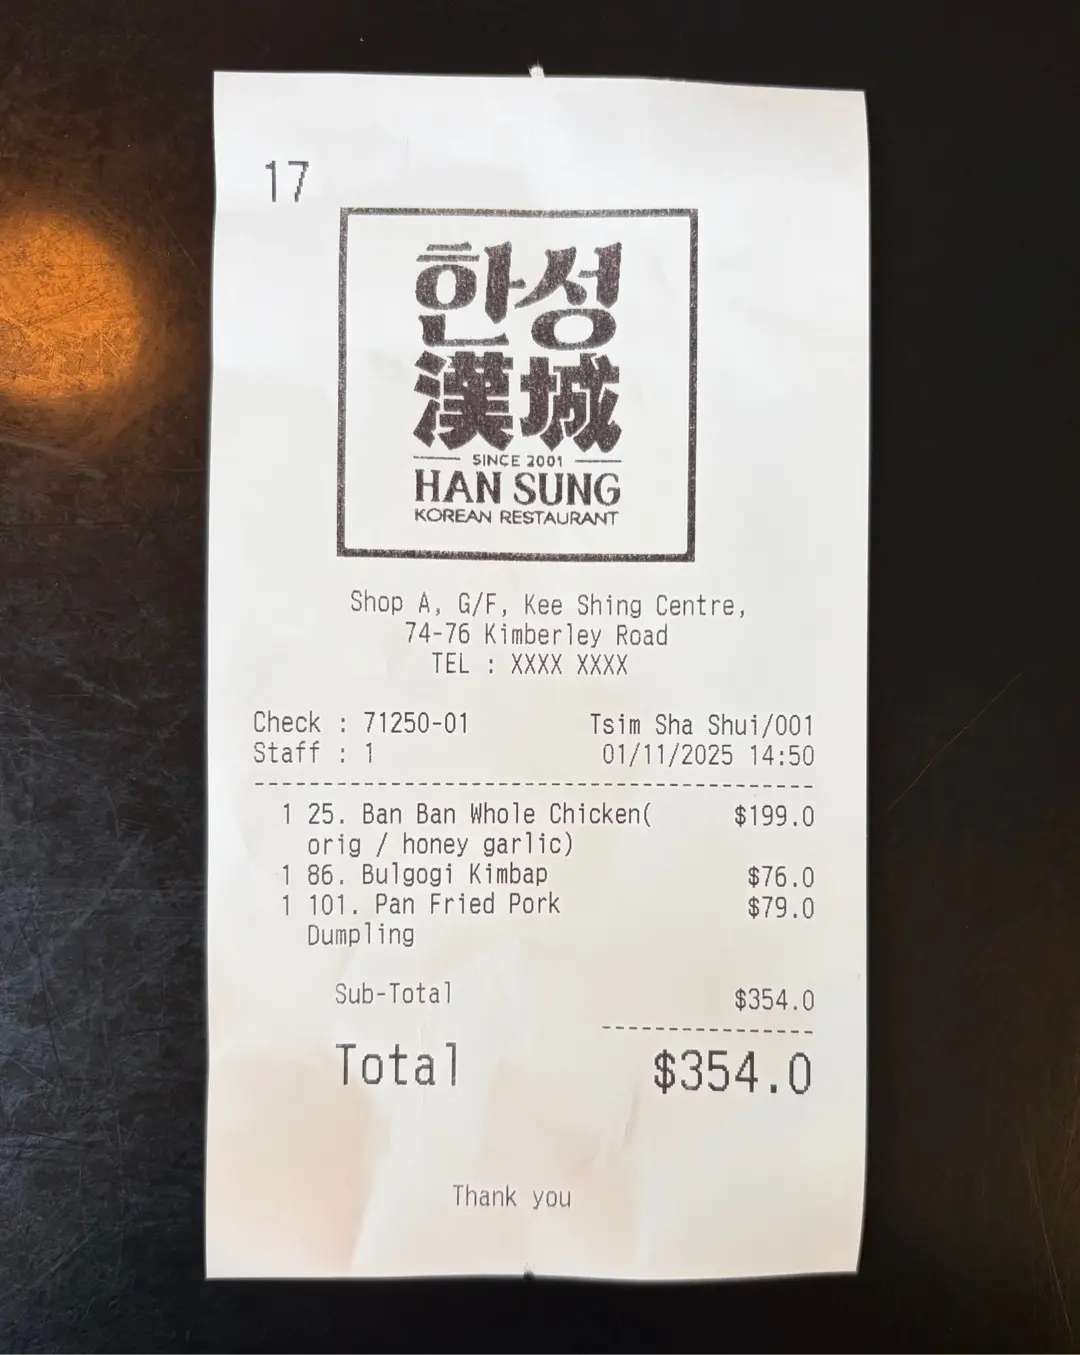 17
한성
漢城
SINCE 2001
HAN SUNG
KOREAN RESTAURANT
Shop A, G/F, Kee Shing Centre,
74-76 Kimberley Road
TEL : XXXX XXXX
Check : 71250-01 Tsim Sha Shui/001
Staff : 1 01/11/2025 14:50
1 25. Ban Ban Whole Chicken( $199.0
orig / honey garlic)
1 86. Bulgogi Kimbap $76.0
1 101. Pan Fried Pork $79.0
Dumpling
Sub-Total $354.0
Total $354.0
Thank you